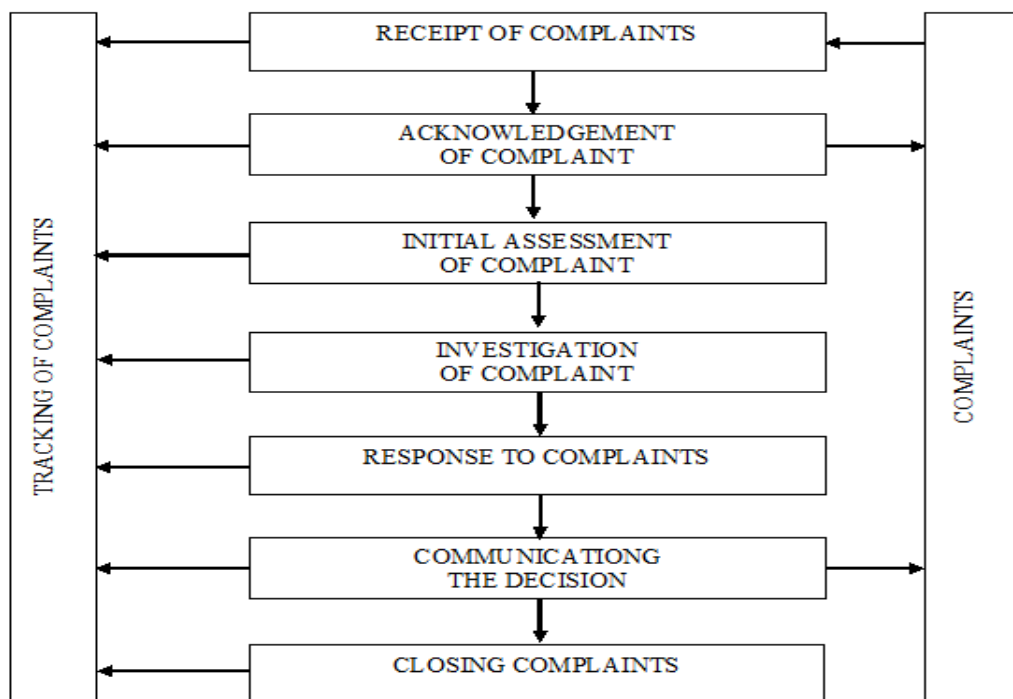 RECEIPT OF COMPLAINTS
ACKNOWLEDGEMENT
OF COMPLAINT
INITIAL ASSESSMENT
OF COMPLAINT
INVESTIGATION
OF COMPLAINT
RESPONSE TO COMPLAINTS
COMMUNICATIONG
THE DECISION
CLOSING COMPLAINTS
TRACKING OF COMPLAINTS
COMPLAINTS